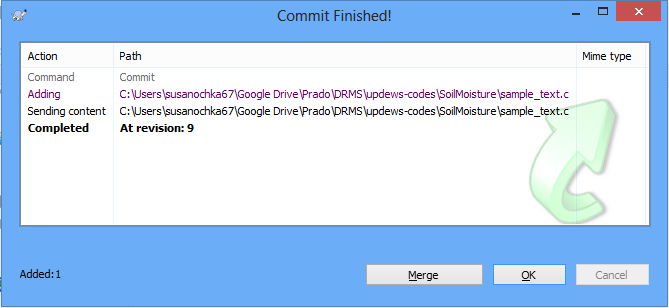 Commit Finished!
Action Path Mime type
Command Commit
Adding C:\Users\susanochka67\Google Drive\Prado\DRMS\updews-codes\SoilMoisture\sample_text.c
Sending content C:\Users\susanochka67\Google Drive\Prado\DRMS\updews-codes\SoilMoisture\sample_text.c
Completed At revision: 9
Added:1 Merge OK Cancel